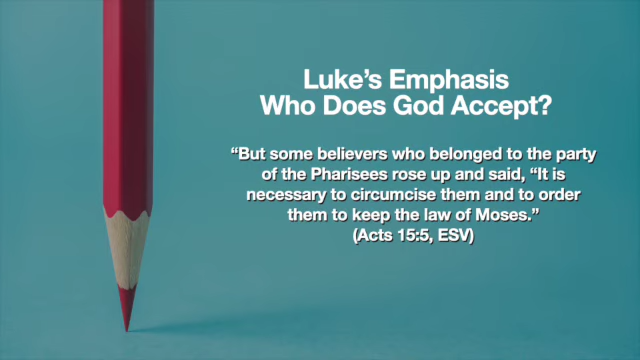 Luke’s Emphasis
Who Does God Accept?
“But some believers who belonged to the party
of the Pharisees rose up and said, “It is
necessary to circumcise them and to order
them to keep the law of Moses.”
(Acts 15:5, ESV)